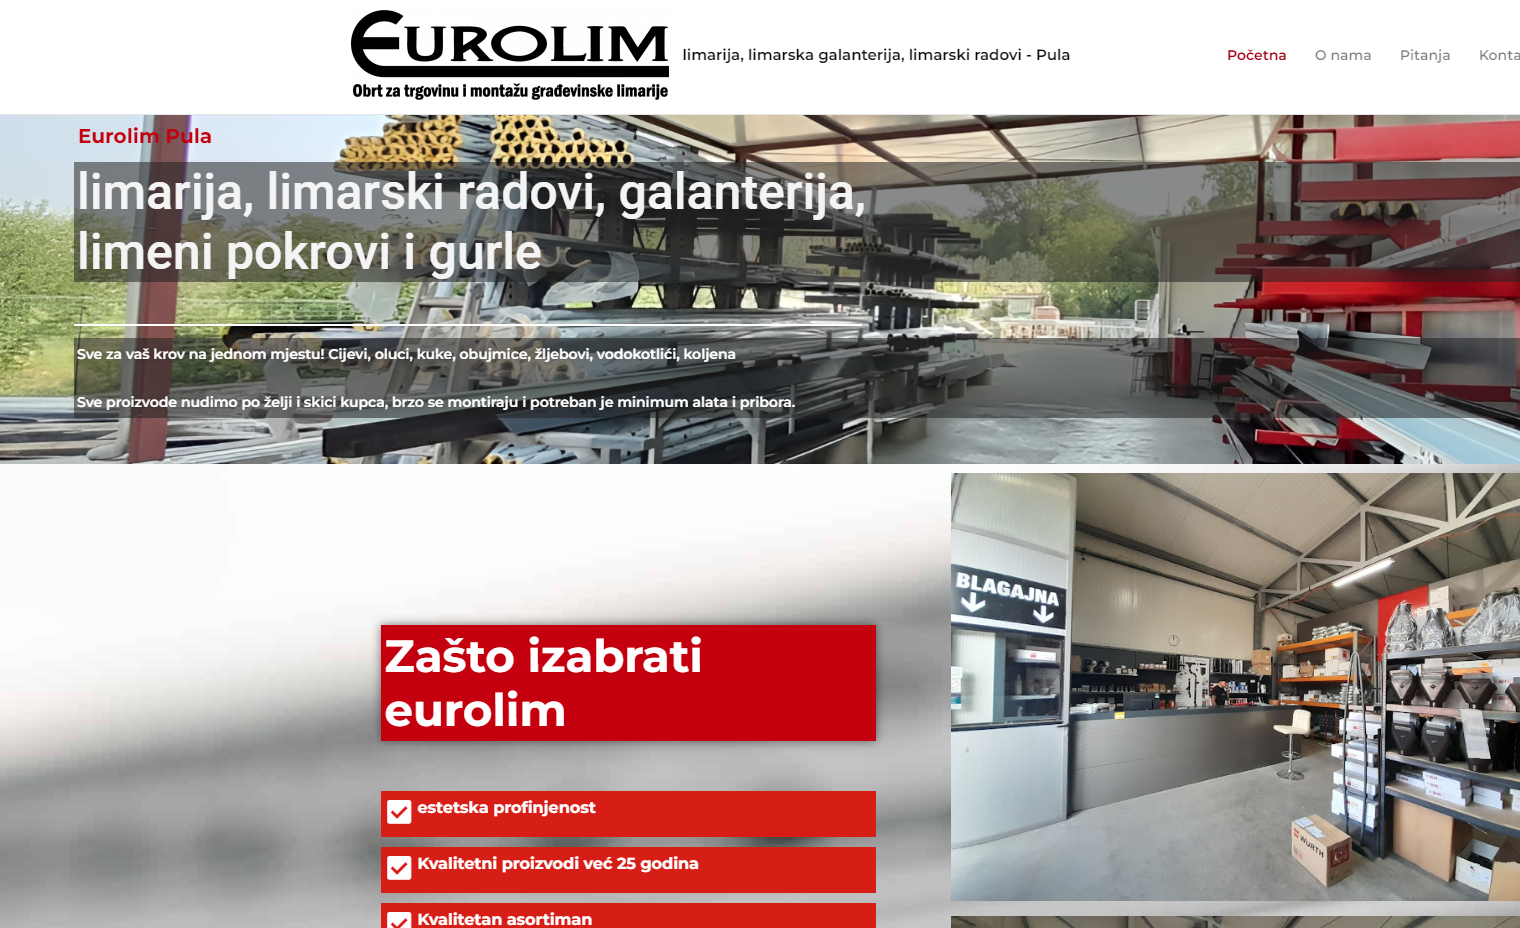 EUROLIM
Obrt za trgovinu i montažu građevinske limarije
limarija, limarska galanterija, limarski radovi - Pula
Početna
O nama
Pitanja
Konta
Eurolim Pula
limarija, limarski radovi, galanterija,
limeni pokrovi i gurle
Sve za vaš krov na jednom mjestu! Cijevi, oluci, kuke, obujmice, žljebovi, vodokotlići, koljena
Sve proizvode nudimo po želji i skici kupca, brzo se montiraju i potreban je minimum alata i pribora.
BLAGAJNA
Zašto izabrati
eurolim
estetska profinjenost
Kvalitetni proizvodi već 25 godina
Kvalitetan asortiman
WÜRTH